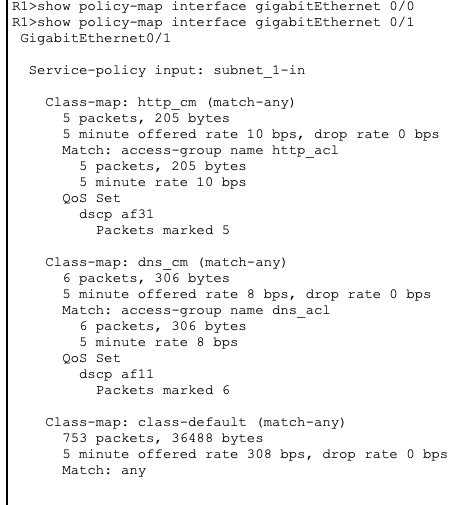 R1>show policy-map interface gigabitEthernet 0/0
R1>show policy-map interface gigabitEthernet 0/1
GigabitEthernet0/1
Service-policy input: subnet_1-in
Class-map: http_cm (match-any)
5 packets, 205 bytes
5 minute offered rate 10 bps, drop rate 0 bps
Match: access-group name http_acl
5 packets, 205 bytes
5 minute rate 10 bps
QoS Set
dscp af31
Packets marked 5
Class-map: dns_cm (match-any)
6 packets, 306 bytes
5 minute offered rate 8 bps, drop rate 0 bps
Match: access-group name dns_acl
6 packets, 306 bytes
5 minute rate 8 bps
QoS Set
dscp af11
Packets marked 6
Class-map: class-default (match-any)
753 packets, 36488 bytes
5 minute offered rate 308 bps, drop rate 0 bps
Match: any